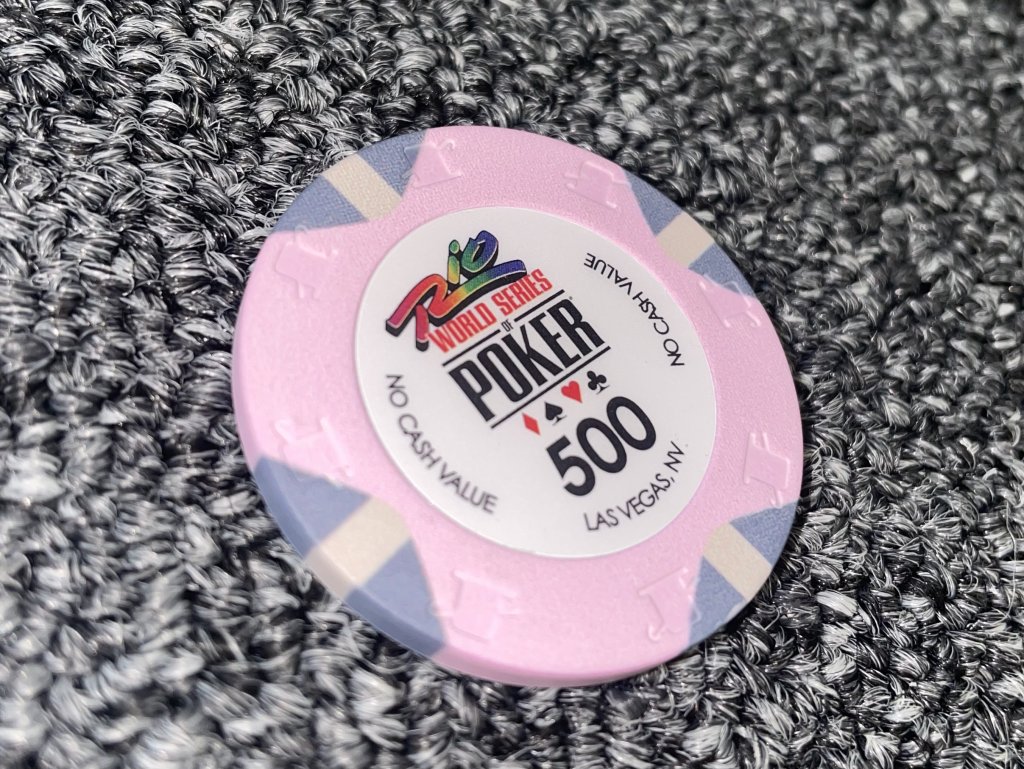 Rio
WORLD SERIES
OF
POKER
500
LAS VEGAS, NV.
NO CASH VALUE
NO CASH VALUE